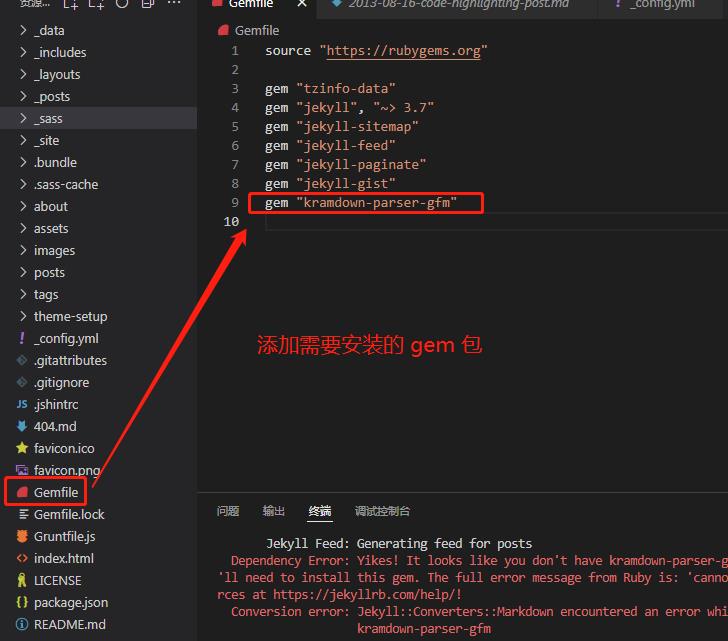 资源...
Gemfile
2013-08-16-code-highlighting-post.md
_config.yml
_data
_includes
_layouts
_posts
_sass
_site
.bundle
.sass-cache
about
assets
images
posts
tags
theme-setup
_config.yml
.gitattributes
.gitignore
JS .jshintrc
404.md
favicon.ico
favicon.png
Gemfile
Gemfile.lock
Gruntfile.js
index.html
LICENSE
package.json
README.md
Gemfile
1 source "https://rubygems.org"
2
3 gem "tzinfo-data"
4 gem "jekyll", "~> 3.7"
5 gem "jekyll-sitemap"
6 gem "jekyll-feed"
7 gem "jekyll-paginate"
8 gem "jekyll-gist"
9 gem "kramdown-parser-gfm"
10
添加需要安装的 gem 包
问题 输出 终端 调试控制台
Jekyll Feed: Generating feed for posts
Dependency Error: Yikes! It looks like you don't have kramdown-parser-g
'll need to install this gem. The full error message from Ruby is: 'canno
rces at https://jekyllrb.com/help/!
Conversion error: Jekyll::Converters::Markdown encountered an error whi
kramdown-parser-gfm